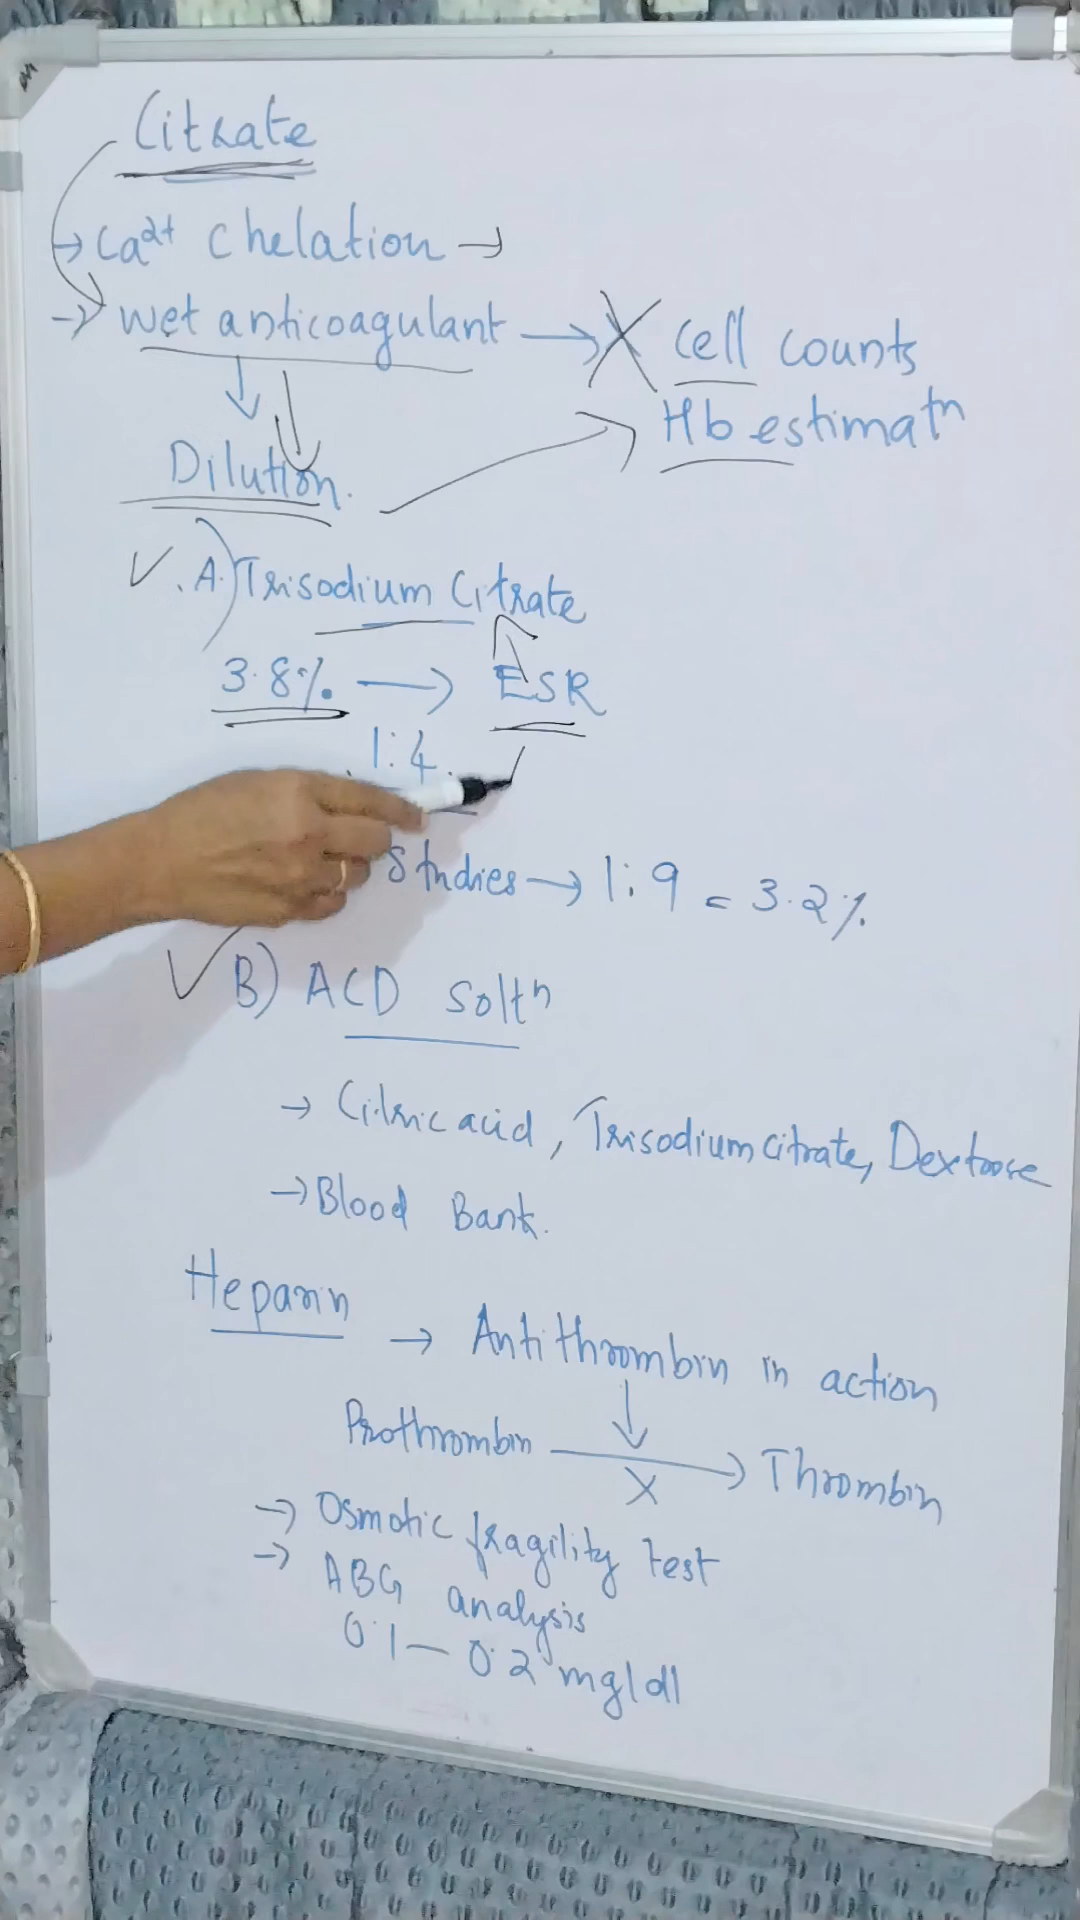 Citrate
→ Ca²⁺ Chelation →
→ Wet anticoagulant → X Cell Counts
Hb estimatⁿ
Dilution.
✓. A) Trisodium Citrate
3.8% → ESR
1:4.
Studies → 1:9 = 3.2%
✓ B) ACD Soltⁿ
→ Citric acid, Trisodium citrate, Dextrose
→ Blood Bank.
Heparin
→ Antithrombin in action
Prothrombin → Thrombin
X
→ Osmotic fragility test
→ ABG analysis
0.1 – 0.2 mg/dl